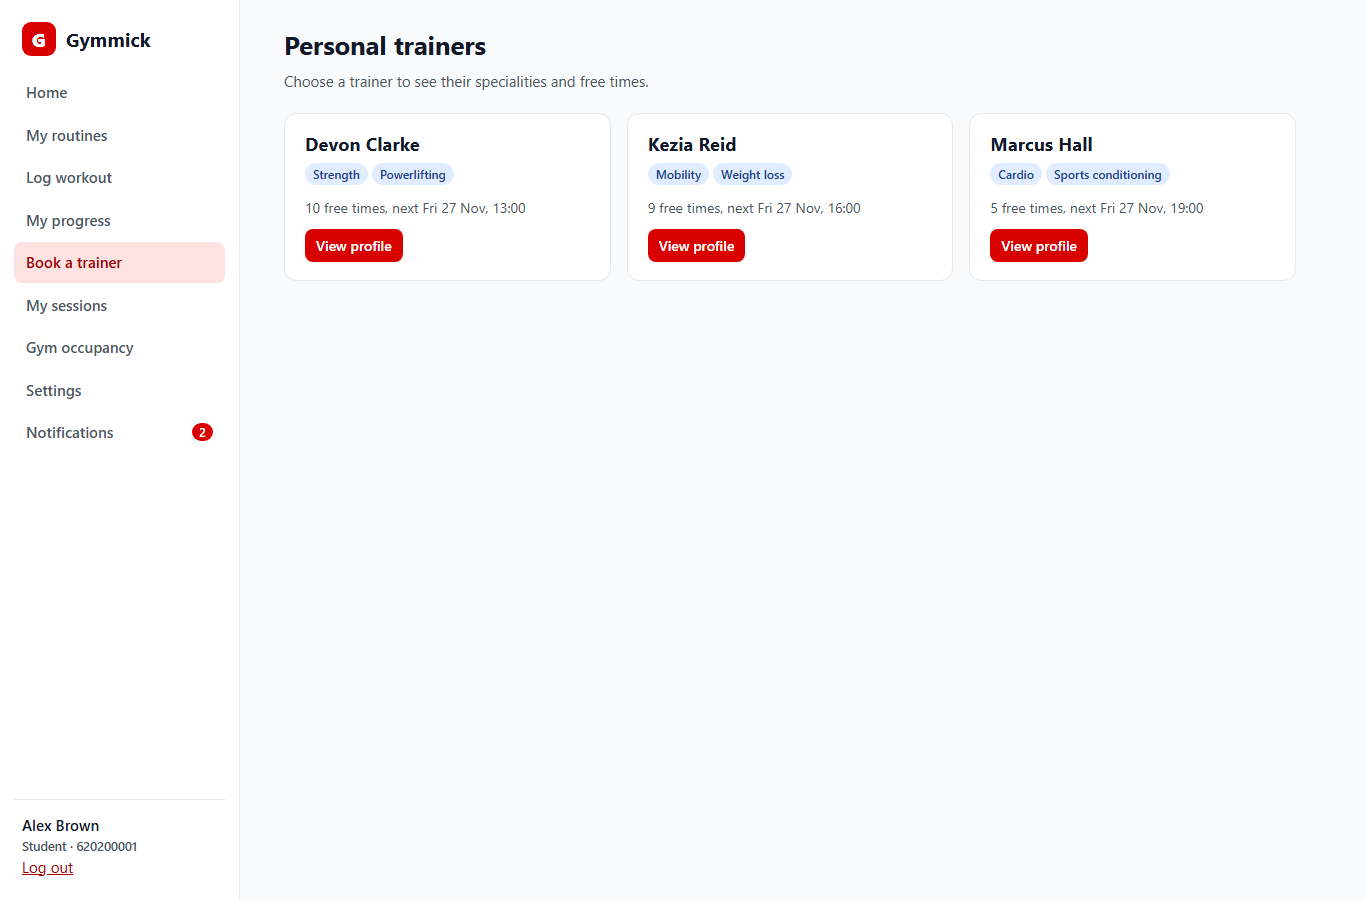 G Gymmick
Home
My routines
Log workout
My progress
Book a trainer
My sessions
Gym occupancy
Settings
Notifications 2
Alex Brown
Student · 620200001
Log out
Personal trainers
Choose a trainer to see their specialities and free times.
Devon Clarke
Strength Powerlifting
10 free times, next Fri 27 Nov, 13:00
View profile
Kezia Reid
Mobility Weight loss
9 free times, next Fri 27 Nov, 16:00
View profile
Marcus Hall
Cardio Sports conditioning
5 free times, next Fri 27 Nov, 19:00
View profile